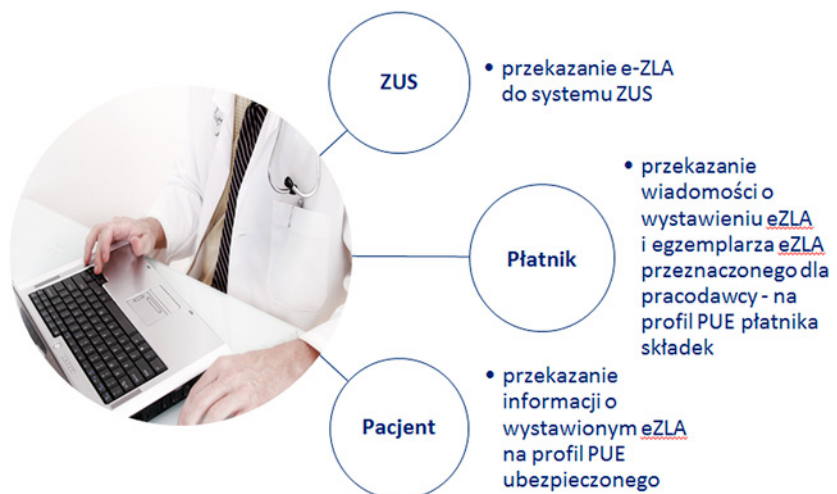 ZUS
• przekazanie e-ZLA
do systemu ZUS
Płatnik
• przekazanie
wiadomości o
wystawieniu eZLA
i egzemplarza eZLA
przeznaczonego dla
pracodawcy - na
profil PUE płatnika
składek
Pacjent
• przekazanie
informacji o
wystawionym eZLA
na profil PUE
ubezpieczonego